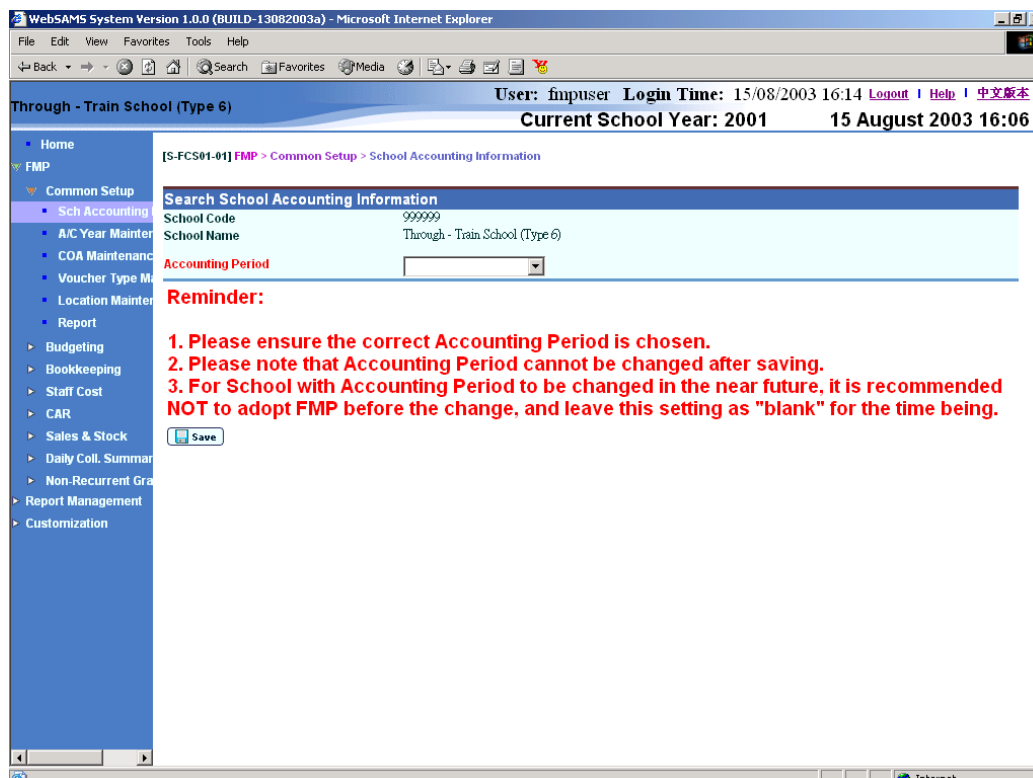 WebSAMS System Version 1.0.0 (BUILD-13082003a) - Microsoft Internet Explorer
File Edit View Favorites Tools Help
Back Search Favorites Media
Through - Train School (Type 6)
User: fmpuser Login Time: 15/08/2003 16:14 Logout | Help | 中文版本
Current School Year: 2001 15 August 2003 16:06
Home
FMP
Common Setup
Sch Accounting
A/C Year Mainter
COA Maintenanc
Voucher Type Ma
Location Mainter
Report
Budgeting
Bookkeeping
Staff Cost
CAR
Sales & Stock
Daily Coll. Summar
Non-Recurrent Gra
Report Management
Customization
[S-FCS01-01] FMP > Common Setup > School Accounting Information
Search School Accounting Information
School Code 999999
School Name Through - Train School (Type 6)
Accounting Period
Reminder:
1. Please ensure the correct Accounting Period is chosen.
2. Please note that Accounting Period cannot be changed after saving.
3. For School with Accounting Period to be changed in the near future, it is recommended
NOT to adopt FMP before the change, and leave this setting as "blank" for the time being.
Save